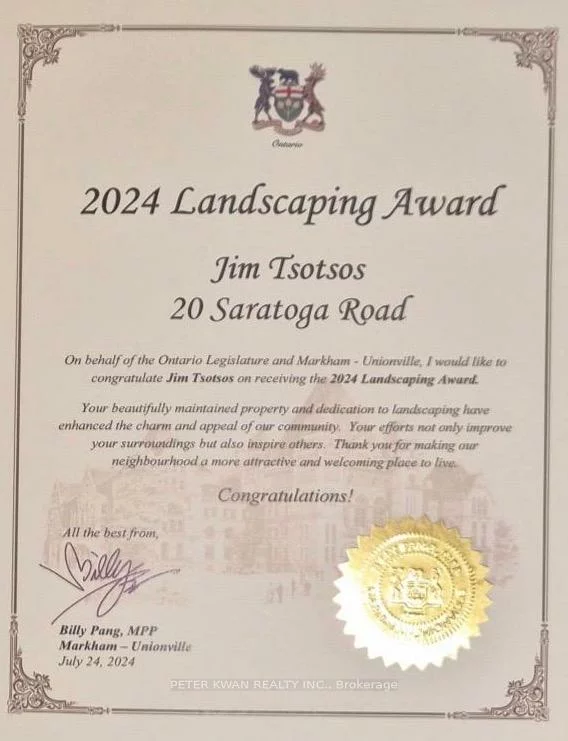 Ontario
2024 Landscaping Award
Jim Tsotsos
20 Saratoga Road
On behalf of the Ontario Legislature and Markham - Unionville, I would like to
congratulate Jim Tsotsos on receiving the 2024 Landscaping Award.
Your beautifully maintained property and dedication to landscaping have
enhanced the charm and appeal of our community. Your efforts not only improve
your surroundings but also inspire others. Thank you for making our
neighbourhood a more attractive and welcoming place to live.
Congratulations!
All the best from,
Billy
Billy Pang, MPP
Markham – Unionville
July 24, 2024
PETER KWAN REALTY INC., Brokerage